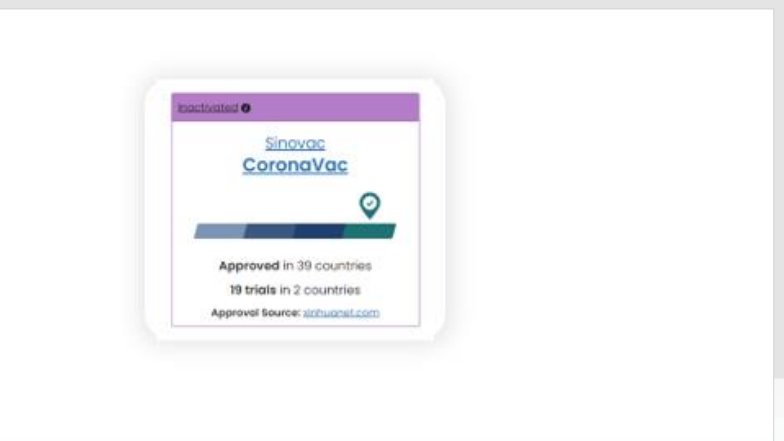 Inactivated
Sinovac
CoronaVac
Approved in 39 countries
19 trials in 2 countries
Approval Source: xinhuanet.com